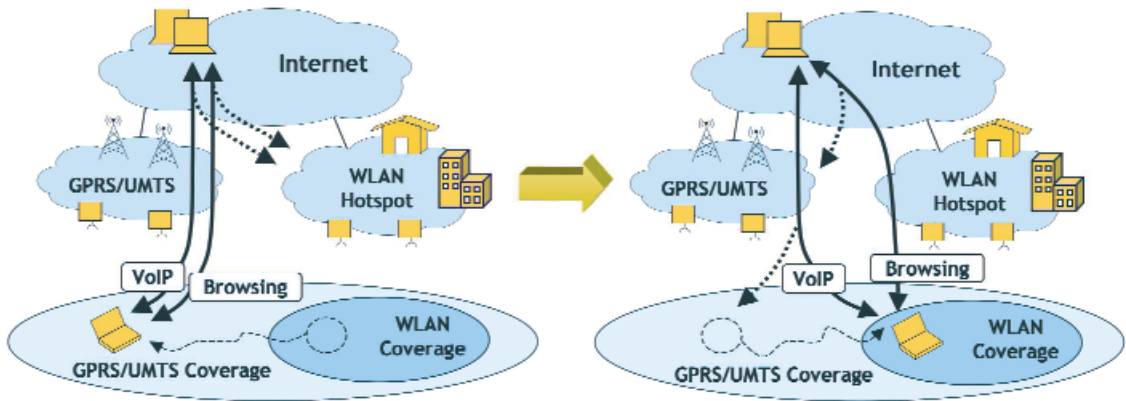 Internet
GPRS/UMTS
WLAN
Hotspot
VoIP
Browsing
WLAN
Coverage
GPRS/UMTS Coverage
Internet
GPRS/UMTS
WLAN
Hotspot
VoIP
Browsing
WLAN
Coverage
GPRS/UMTS Coverage